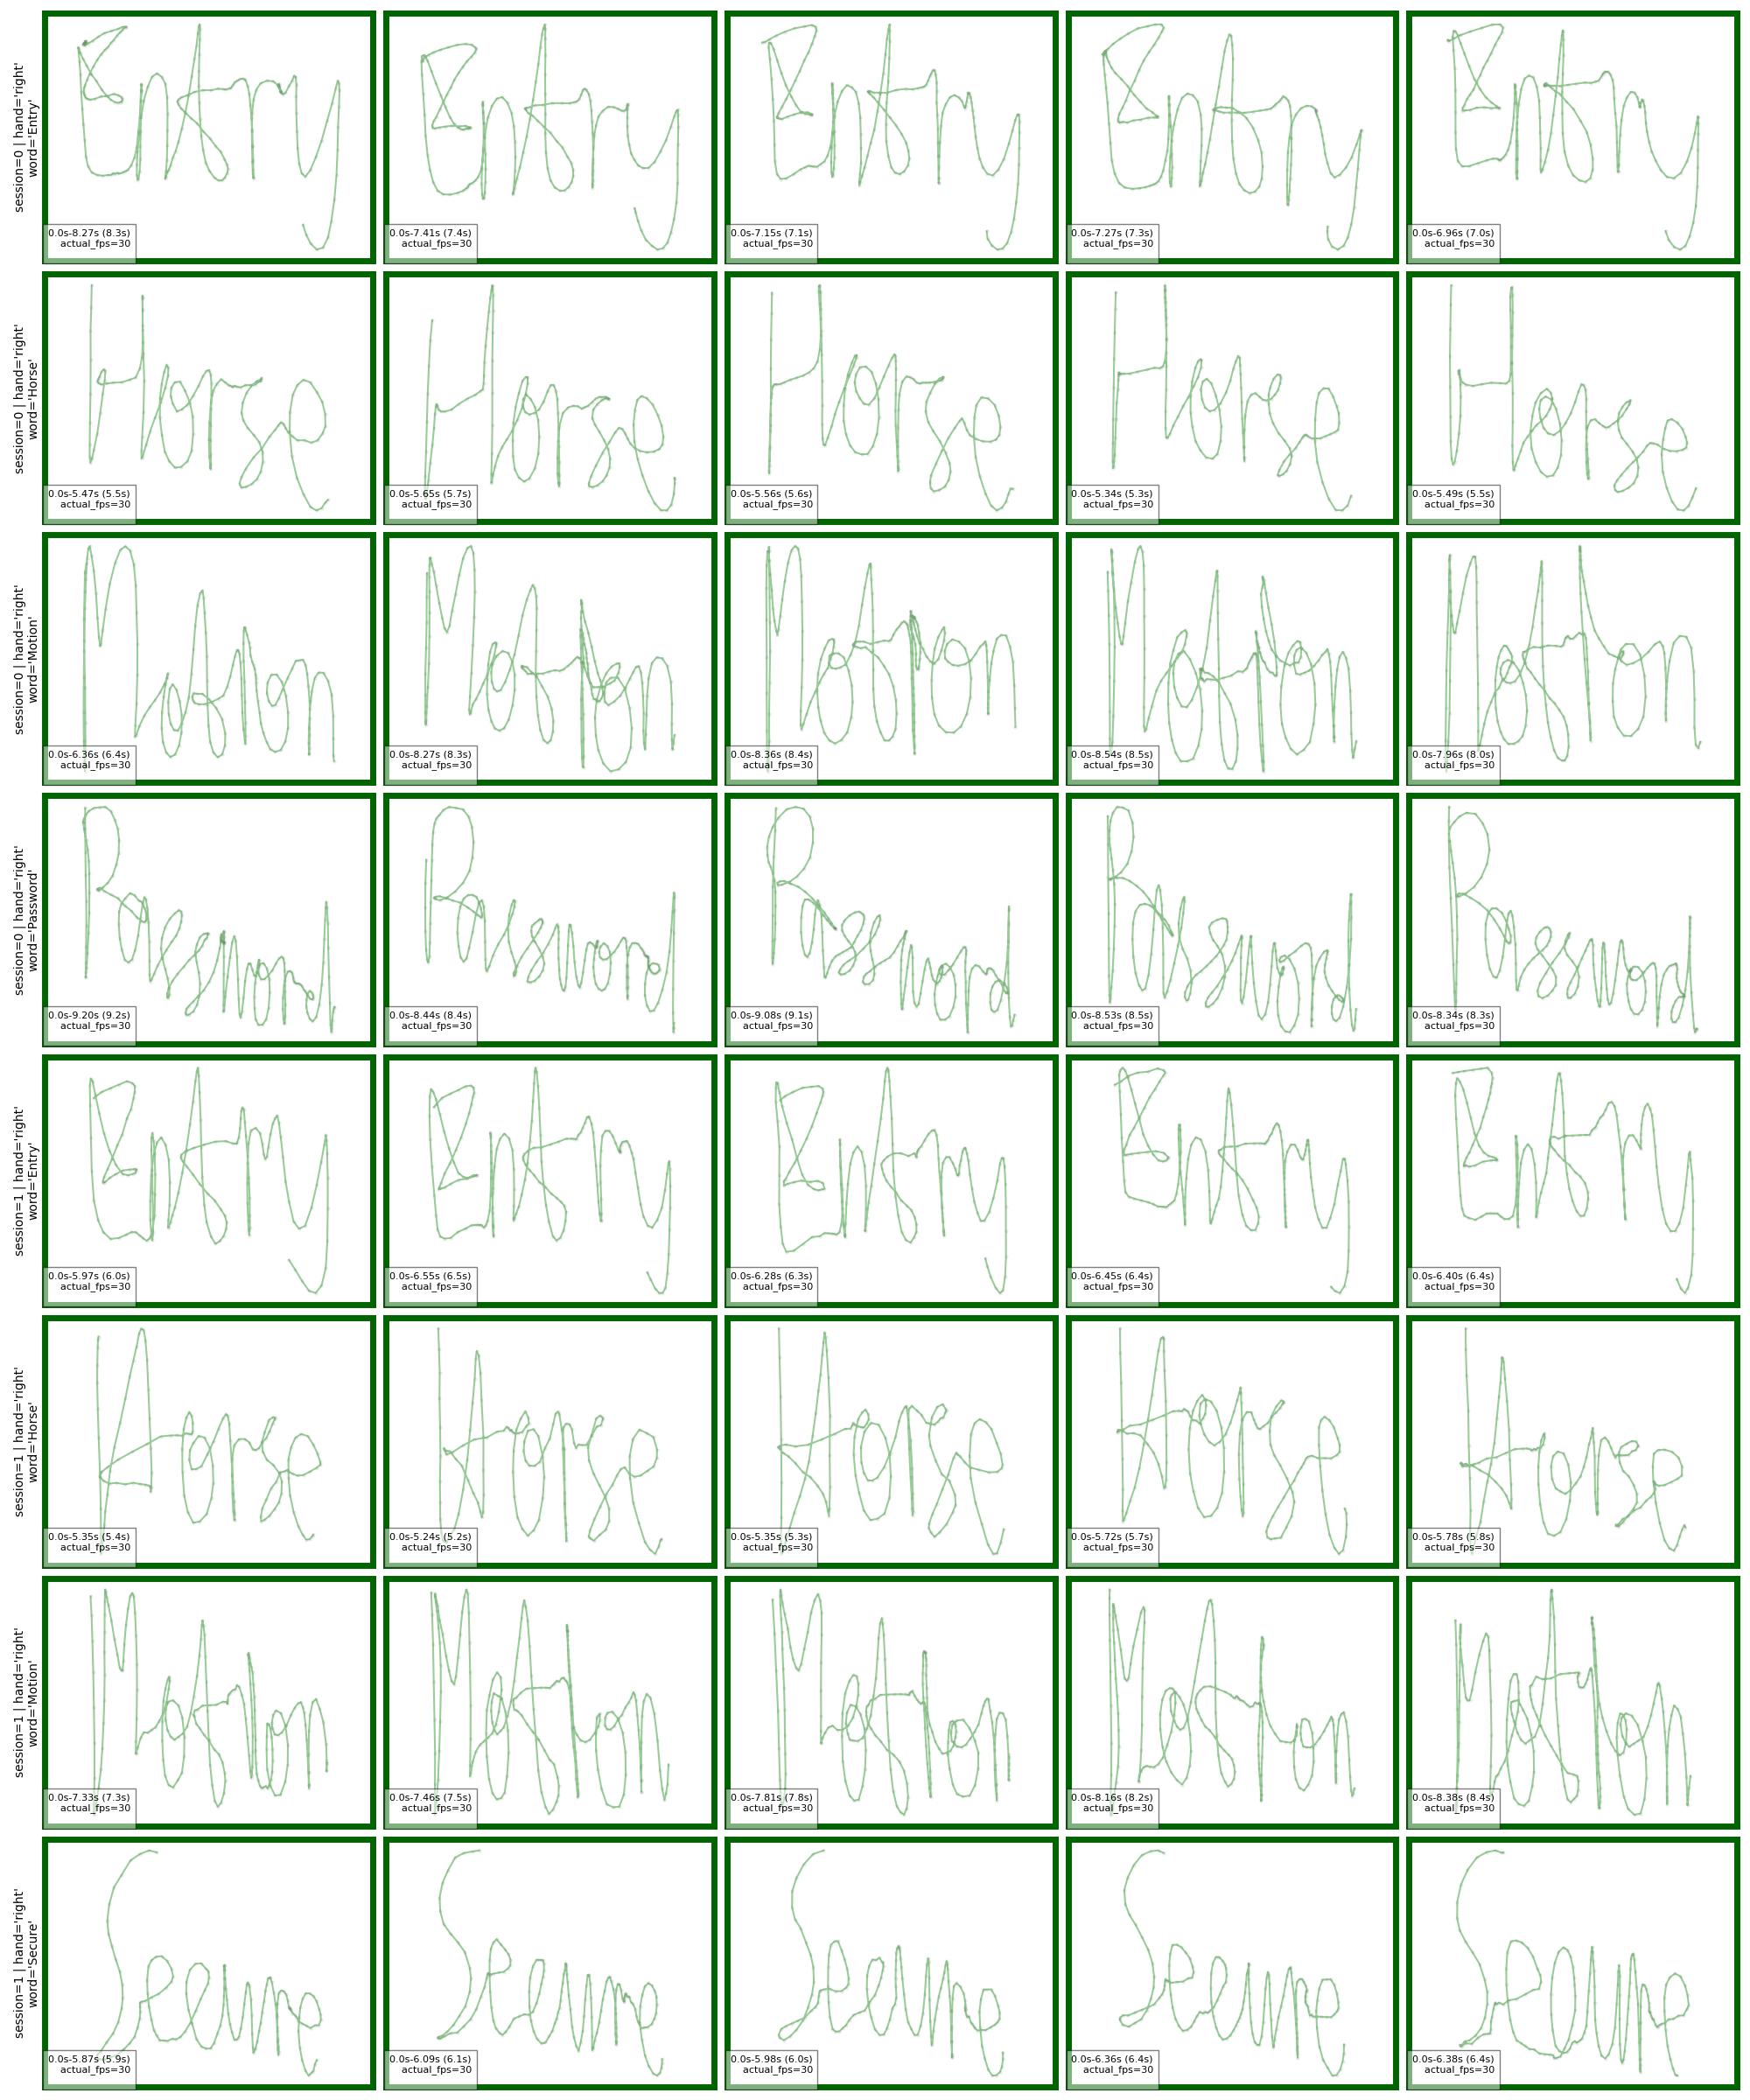 session=0 | hand='right'
word='Entry'
Entry Entry Entry Entry Entry
0.0s-8.27s (8.3s) 0.0s-7.41s (7.4s) 0.0s-7.15s (7.1s) 0.0s-7.27s (7.3s) 0.0s-6.96s (7.0s)
actual_fps=30 actual_fps=30 actual_fps=30 actual_fps=30 actual_fps=30
session=0 | hand='right'
word='Horse'
Horse Horse Horse Horse Horse
0.0s-5.47s (5.5s) 0.0s-5.65s (5.7s) 0.0s-5.56s (5.6s) 0.0s-5.34s (5.3s) 0.0s-5.49s (5.5s)
actual_fps=30 actual_fps=30 actual_fps=30 actual_fps=30 actual_fps=30
session=0 | hand='right'
word='Motion'
Motion Motion Motion Motion Motion
0.0s-6.36s (6.4s) 0.0s-8.27s (8.3s) 0.0s-8.36s (8.4s) 0.0s-8.54s (8.5s) 0.0s-7.96s (8.0s)
actual_fps=30 actual_fps=30 actual_fps=30 actual_fps=30 actual_fps=30
session=0 | hand='right'
word='Password'
Password Password Password Password Password
0.0s-9.20s (9.2s) 0.0s-8.44s (8.4s) 0.0s-9.08s (9.1s) 0.0s-8.53s (8.5s) 0.0s-8.34s (8.3s)
actual_fps=30 actual_fps=30 actual_fps=30 actual_fps=30 actual_fps=30
session=1 | hand='right'
word='Entry'
Entry Entry Entry Entry Entry
0.0s-5.97s (6.0s) 0.0s-6.55s (6.5s) 0.0s-6.28s (6.3s) 0.0s-6.45s (6.4s) 0.0s-6.40s (6.4s)
actual_fps=30 actual_fps=30 actual_fps=30 actual_fps=30 actual_fps=30
session=1 | hand='right'
word='Horse'
Horse Horse Horse Horse Horse
0.0s-5.35s (5.4s) 0.0s-5.24s (5.2s) 0.0s-5.35s (5.3s) 0.0s-5.72s (5.7s) 0.0s-5.78s (5.8s)
actual_fps=30 actual_fps=30 actual_fps=30 actual_fps=30 actual_fps=30
session=1 | hand='right'
word='Motion'
Motion Motion Motion Motion Motion
0.0s-7.33s (7.3s) 0.0s-7.46s (7.5s) 0.0s-7.81s (7.8s) 0.0s-8.16s (8.2s) 0.0s-8.38s (8.4s)
actual_fps=30 actual_fps=30 actual_fps=30 actual_fps=30 actual_fps=30
session=1 | hand='right'
word='Secure'
Secure Secure Secure Secure Secure
0.0s-5.87s (5.9s) 0.0s-6.09s (6.1s) 0.0s-5.98s (6.0s) 0.0s-6.36s (6.4s) 0.0s-6.38s (6.4s)
actual_fps=30 actual_fps=30 actual_fps=30 actual_fps=30 actual_fps=30